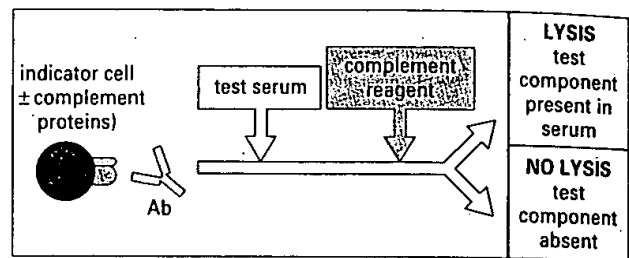 indicator cell
± complement
proteins)
Ab
test serum
complement
reagent
LYSIS
test
component
present in
serum
NO LYSIS
test
component
absent